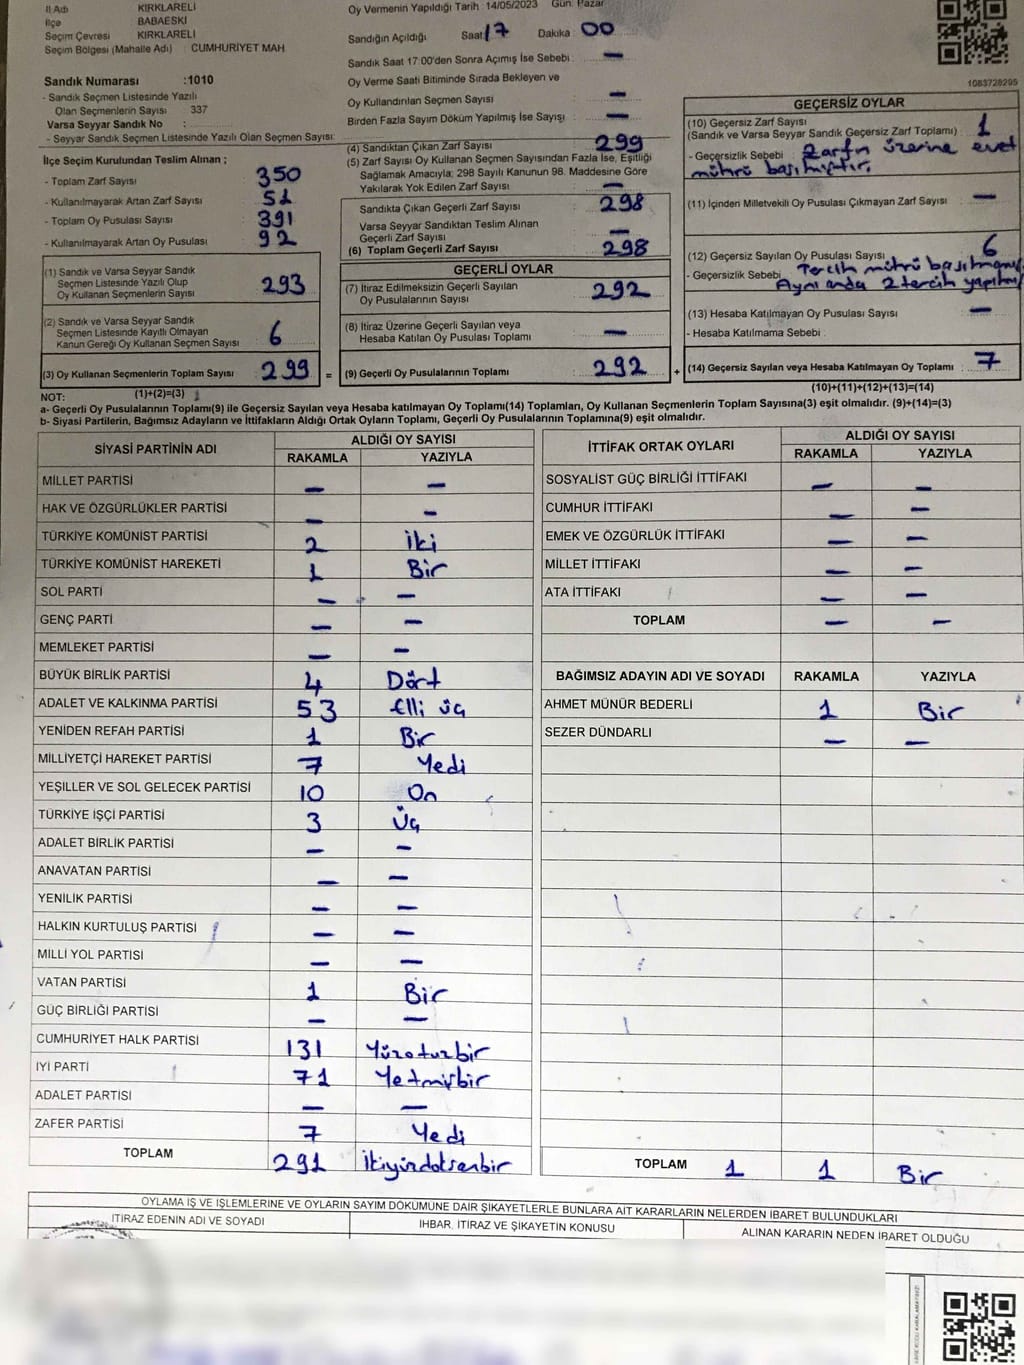 İl Adı KIRKLARELİ
İlçe BABAESKİ
Seçim Çevresi KIRKLARELİ
Seçim Bölgesi (Mahalle Adı) : CUMHURİYET MAH
Sandık Numarası :1010
- Sandık Seçmen Listesinde Yazılı
Olan Seçmenlerin Sayısı 337
Varsa Seyyar Sandık No :
- Seyyar Sandık Seçmen Listesinde Yazılı Olan Seçmen Sayısı:
İlçe Seçim Kurulundan Teslim Alınan ;
- Toplam Zarf Sayısı 350
- Kullanılmayarak Artan Zarf Sayısı 51
- Toplam Oy Pusulası Sayısı 391
- Kullanılmayarak Artan Oy Pusulası 92
(1) Sandık ve Varsa Seyyar Sandık
Seçmen Listesinde Yazılı Olup
Oy Kullanan Seçmenlerin Sayısı 293
(2) Sandık ve Varsa Seyyar Sandık
Seçmen Listesinde Kayıtlı Olmayan
Kanun Gereği Oy Kullanan Seçmen Sayısı 6
(3) Oy Kullanan Seçmenlerin Toplam Sayısı 299 =
(1)+(2)=(3)
Oy Vermenin Yapıldığı Tarih : 14/05/2023 Gün: Pazar
Sandığın Açıldığı Saat 17 Dakika 00
Sandık Saat 17:00'den Sonra Açımış İse Sebebi : —
Oy Verme Saati Bitiminde Sırada Bekleyen ve
Oy Kullandırılan Seçmen Sayısı —
Birden Fazla Sayım Döküm Yapılmış İse Sayısı : —
(4) Sandıktan Çıkan Zarf Sayısı 299
(5) Zarf Sayısı Oy Kullanan Seçmen Sayısından Fazla İse, Eşitliği
Sağlamak Amacıyla; 298 Sayılı Kanunun 98. Maddesine Göre
Yakılarak Yok Edilen Zarf Sayısı —
Sandıkta Çıkan Geçerli Zarf Sayısı 298
Varsa Seyyar Sandıktan Teslim Alınan
Geçerli Zarf Sayısı —
(6) Toplam Geçerli Zarf Sayısı 298
GEÇERLİ OYLAR
(7) İtiraz Edilmeksizin Geçerli Sayılan
Oy Pusulalarının Sayısı 292
(8) İtiraz Üzerine Geçerli Sayılan veya
Hesaba Katılan Oy Pusulası Toplamı —
(9) Geçerli Oy Pusulalarının Toplamı 292 +
1083728295
GEÇERSİZ OYLAR
(10) Geçersiz Zarf Sayısı
(Sandık ve Varsa Seyyar Sandık Geçersiz Zarf Toplamı) : 1
- Geçersizlik Sebebi : Zarfın üzerine evet
mührü basılmıştır.
(11) İçinden Milletvekili Oy Pusulası Çıkmayan Zarf Sayısı : —
(12) Geçersiz Sayılan Oy Pusulası Sayısı : 6
- Geçersizlik Sebebi : Tercih mührü basılmamış
Aynı anda 2 tercih yapılmış
(13) Hesaba Katılmayan Oy Pusulası Sayısı : —
- Hesaba Katılmama Sebebi :
(14) Geçersiz Sayılan veya Hesaba Katılmayan Oy Toplamı : 7
(10)+(11)+(12)+(13)=(14)
NOT:
a- Geçerli Oy Pusulalarının Toplamı(9) ile Geçersiz Sayılan veya Hesaba katılmayan Oy Toplamı(14) Toplamları, Oy Kullanan Seçmenlerin Toplam Sayısına(3) eşit olmalıdır. (9)+(14)=(3)
b- Siyasi Partilerin, Bağımsız Adayların ve İttifakların Aldığı Ortak Oyların Toplamı, Geçerli Oy Pusulalarının Toplamına(9) eşit olmalıdır.
SİYASİ PARTİNİN ADI ALDIĞI OY SAYISI
RAKAMLA YAZIYLA
MİLLET PARTİSİ — —
HAK VE ÖZGÜRLÜKLER PARTİSİ — —
TÜRKİYE KOMÜNİST PARTİSİ 2 İki
TÜRKİYE KOMÜNİST HAREKETİ 1 Bir
SOL PARTİ — —
GENÇ PARTİ — —
MEMLEKET PARTİSİ — —
BÜYÜK BİRLİK PARTİSİ 4 Dört
ADALET VE KALKINMA PARTİSİ 53 Elli üç
YENİDEN REFAH PARTİSİ 1 Bir
MİLLİYETÇİ HAREKET PARTİSİ 7 Yedi
YEŞİLLER VE SOL GELECEK PARTİSİ 10 On
TÜRKİYE İŞÇİ PARTİSİ 3 Üç
ADALET BİRLİK PARTİSİ — —
ANAVATAN PARTİSİ — —
YENİLİK PARTİSİ — —
HALKIN KURTULUŞ PARTİSİ — —
MİLLİ YOL PARTİSİ — —
VATAN PARTİSİ 1 Bir
GÜÇ BİRLİĞİ PARTİSİ — —
CUMHURİYET HALK PARTİSİ 131 Yüzotuzbir
İYİ PARTİ 71 Yetmişbir
ADALET PARTİSİ — —
ZAFER PARTİSİ 7 Yedi
TOPLAM 291 İkiyüzdoksanbir
İTTİFAK ORTAK OYLARI ALDIĞI OY SAYISI
RAKAMLA YAZIYLA
SOSYALİST GÜÇ BİRLİĞİ İTTİFAKI — —
CUMHUR İTTİFAKI — —
EMEK VE ÖZGÜRLÜK İTTİFAKI — —
MİLLET İTTİFAKI — —
ATA İTTİFAKI — —
TOPLAM — —
BAĞIMSIZ ADAYIN ADI VE SOYADI RAKAMLA YAZIYLA
AHMET MÜNÜR BEDERLİ 1 Bir
SEZER DÜNDARLI — —
TOPLAM 1 1 Bir
OYLAMA İŞ VE İŞLEMLERİNE VE OYLARIN SAYIM DÖKÜMÜNE DAİR ŞİKAYETLERLE BUNLARA AİT KARARLARIN NELERDEN İBARET BULUNDUKLARI
İTİRAZ EDENİN ADI VE SOYADI İHBAR, İTİRAZ VE ŞİKAYETİN KONUSU ALINAN KARARIN NEDEN İBARET OLDUĞU